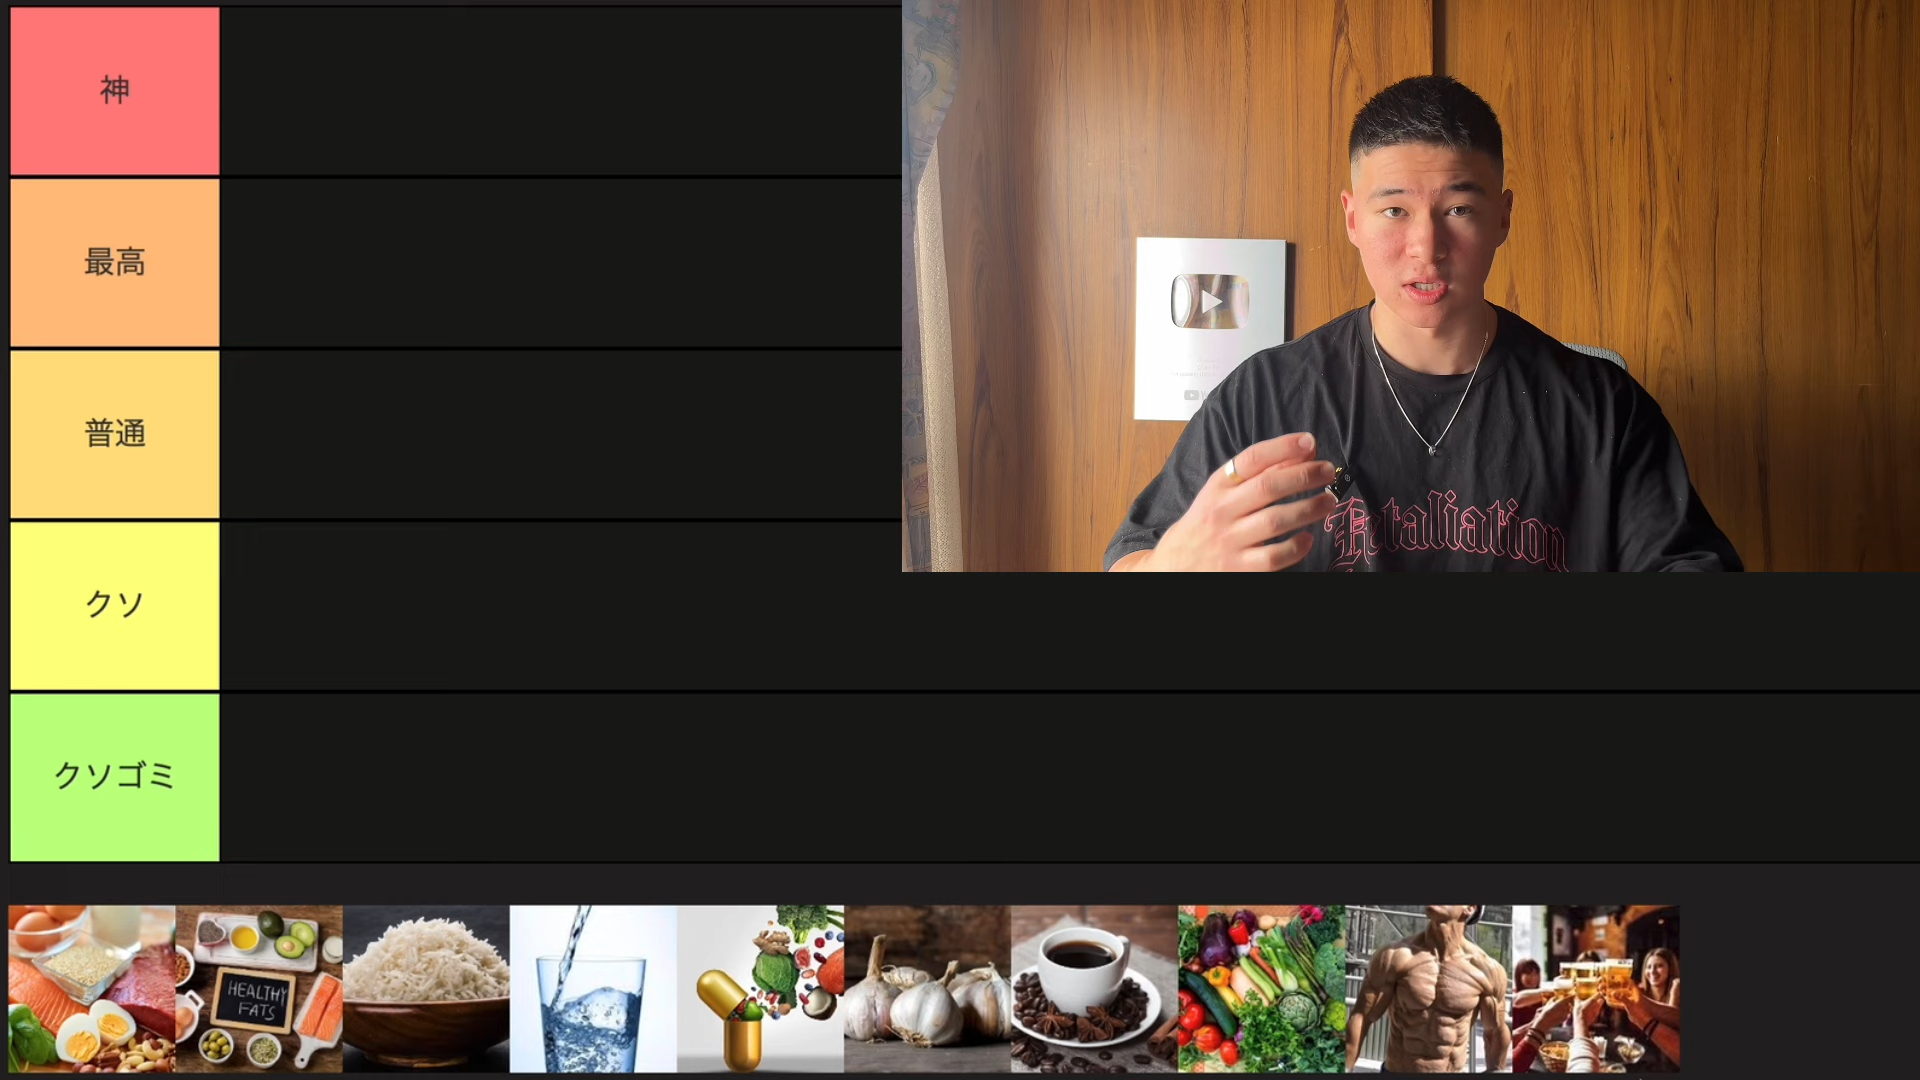 神
最高
普通
クソ
クソゴミ
Retaliation
HEALTHY
FATS